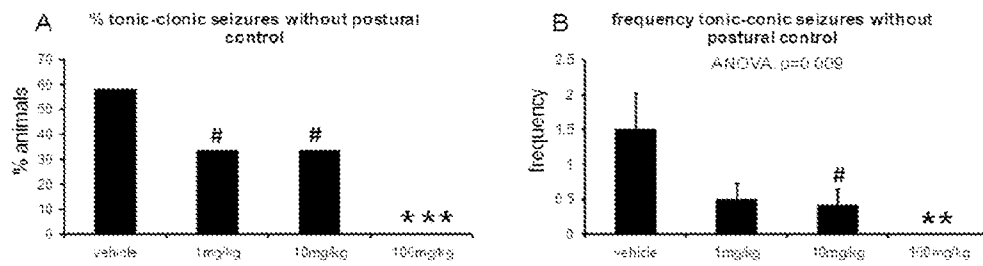 A
% tonic-clonic seizures without postural
control
70
60
50
40
30
20
10
0
% animals
#
#
***
vehicle 1mg/kg 10mg/kg 100mg/kg
B
frequency tonic-conic seizures without
postural control
ANOVA: p=0.009
2.5
2
1.5
1
0.5
0
frequency
#
**
vehicle 1mg/kg 10mg/kg 100mg/kg